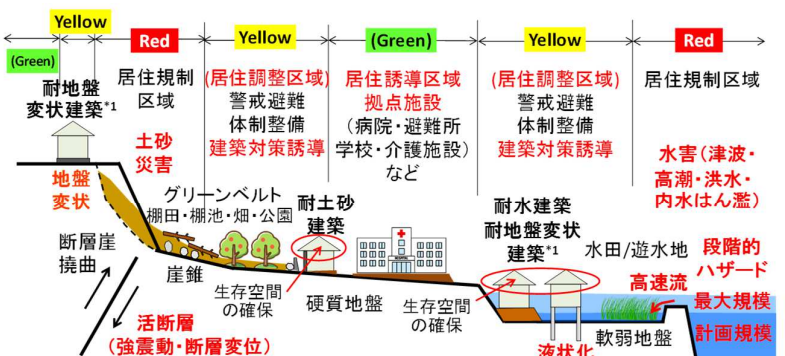 Yellow
Red
Yellow
(Green)
Yellow
Red
(Green)
耐地盤
変状建築*1
居住規制
区域
(居住調整区域)
警戒避難
体制整備
建築対策誘導
居住誘導区域
拠点施設
(病院・避難所
学校・介護施設)
など
(居住調整区域)
警戒避難
体制整備
建築対策誘導
居住規制区域
土砂
災害
水害(津波・
高潮・洪水・
内水はん濫)
地盤
変状
グリーンベルト
棚田・棚池・畑・公園
耐土砂
建築
耐水建築
耐地盤変状
建築*1
水田/遊水地
段階的
ハザード
断層崖
撓曲
崖錐
生存空間
の確保
硬質地盤
生存空間
の確保
高速流
最大規模
軟弱地盤
計画規模
活断層
(強震動・断層変位)
液状化
HOSPITAL